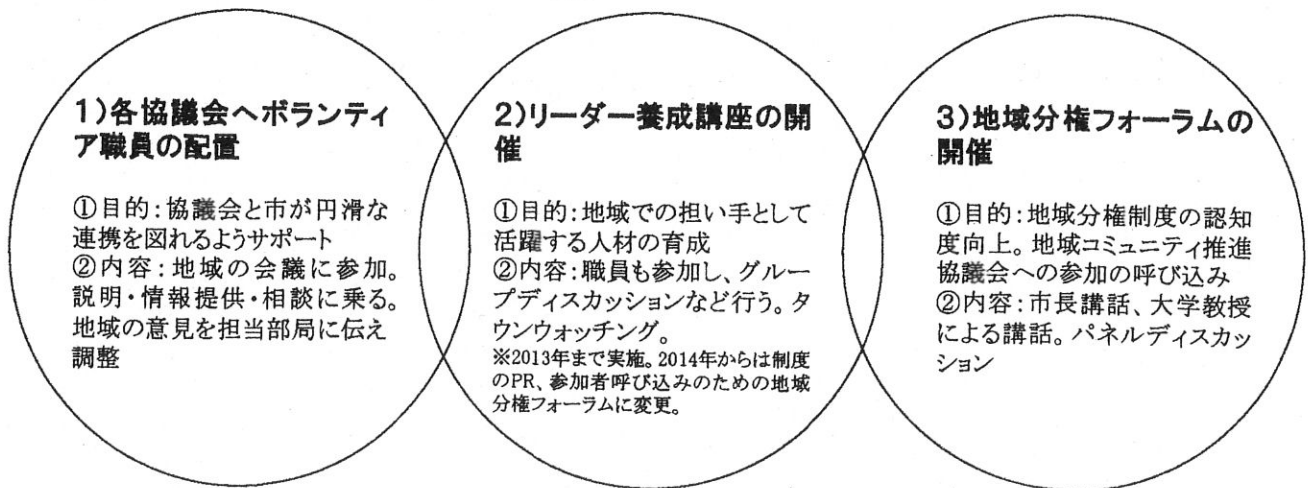 1)各協議会へボランティ
ア職員の配置
①目的:協議会と市が円滑な
連携を図れるようサポート
②内容:地域の会議に参加。
説明・情報提供・相談に乗る。
地域の意見を担当部局に伝え
調整
2)リーダー養成講座の開
催
①目的:地域での担い手として
活躍する人材の育成
②内容:職員も参加し、グルー
プディスカッションなど行う。タ
ウンウォッチング。
※2013年まで実施。2014年からは制度
のPR、参加者呼び込みのための地域
分権フォーラムに変更。
3)地域分権フォーラムの
開催
①目的:地域分権制度の認知
度向上。地域コミュニティ推進
協議会への参加の呼び込み
②内容:市長講話、大学教授
による講話。パネルディスカッ
ション